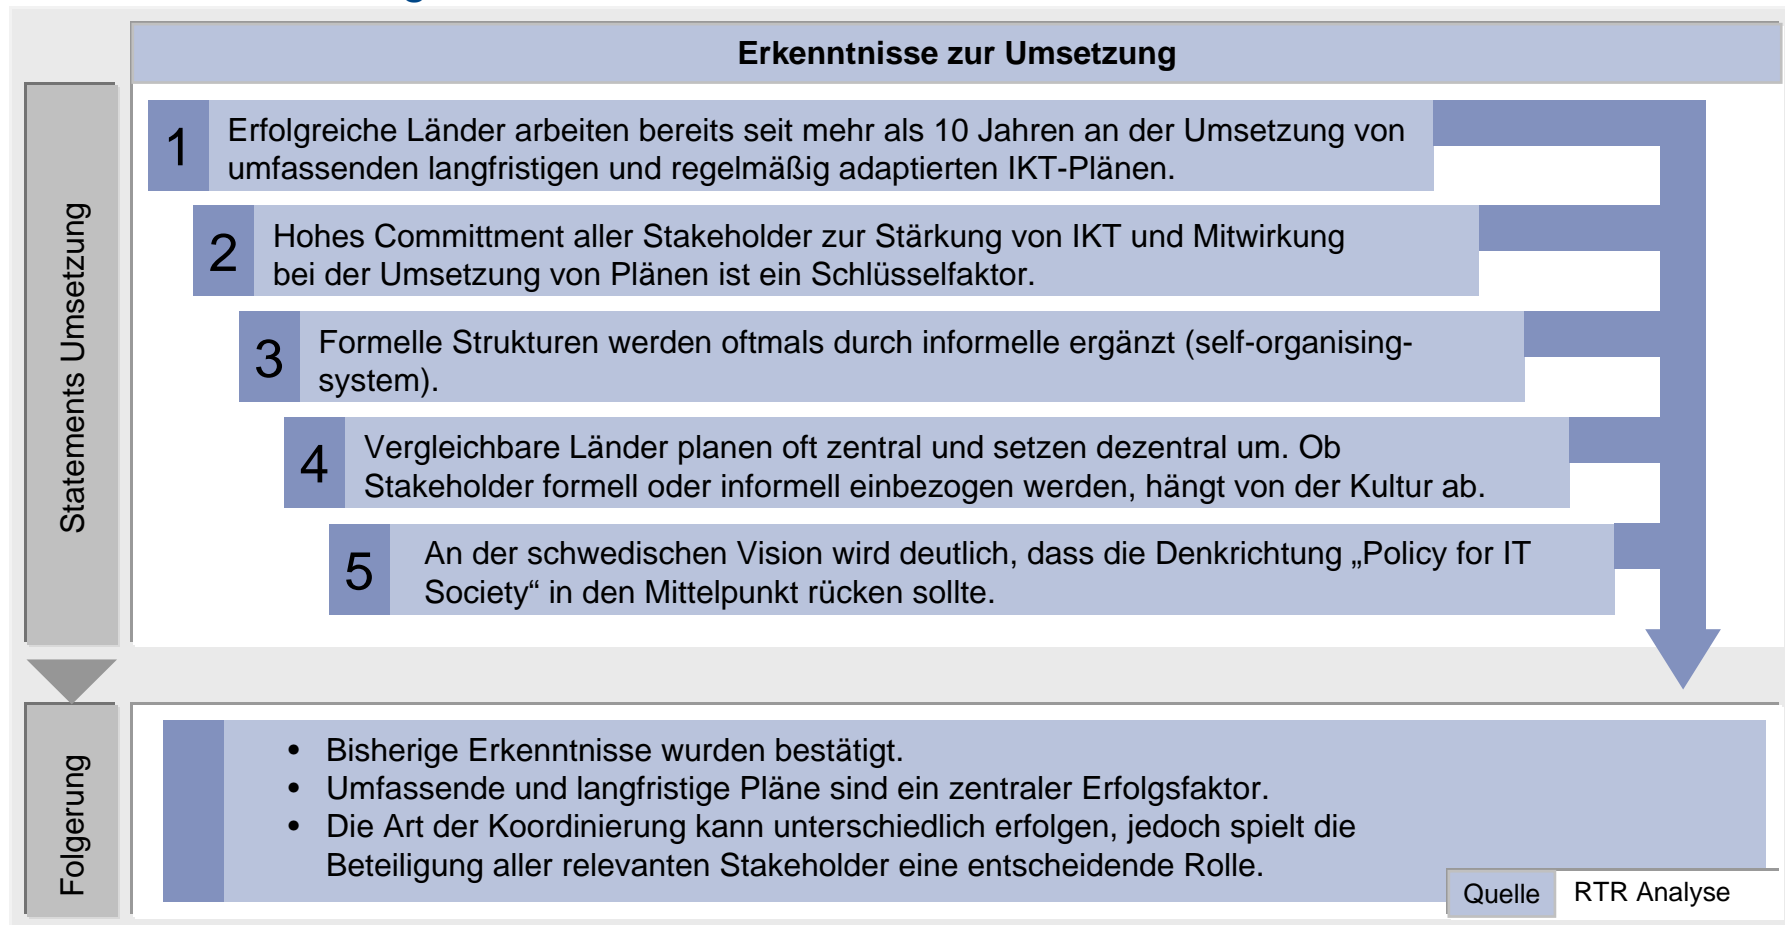 Erkenntnisse zur Umsetzung
Statements Umsetzung
1
Erfolgreiche Länder arbeiten bereits seit mehr als 10 Jahren an der Umsetzung von
umfassenden langfristigen und regelmäßig adaptierten IKT-Plänen.
2
Hohes Committment aller Stakeholder zur Stärkung von IKT und Mitwirkung
bei der Umsetzung von Plänen ist ein Schlüsselfaktor.
3
Formelle Strukturen werden oftmals durch informelle ergänzt (self-organising-
system).
4
Vergleichbare Länder planen oft zentral und setzen dezentral um. Ob
Stakeholder formell oder informell einbezogen werden, hängt von der Kultur ab.
5
An der schwedischen Vision wird deutlich, dass die Denkrichtung „Policy for IT
Society“ in den Mittelpunkt rücken sollte.
Folgerung
• Bisherige Erkenntnisse wurden bestätigt.
• Umfassende und langfristige Pläne sind ein zentraler Erfolgsfaktor.
• Die Art der Koordinierung kann unterschiedlich erfolgen, jedoch spielt die
Beteiligung aller relevanten Stakeholder eine entscheidende Rolle.
Quelle RTR Analyse